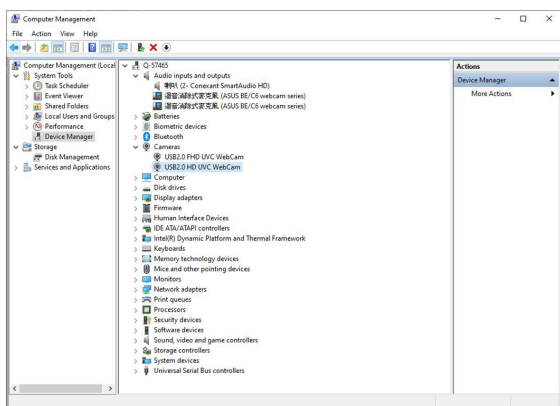 Computer Management
File Action View Help
Computer Management (Local
System Tools
Task Scheduler
Event Viewer
Shared Folders
Local Users and Groups
Performance
Device Manager
Storage
Disk Management
Services and Applications
Q-57465
Audio inputs and outputs
喇叭 (2- Conexant SmartAudio HD)
(ASUS BE/C6 webcam series)
(ASUS BE/C6 webcam series)
Batteries
Biometric devices
Bluetooth
Cameras
USB2.0 FHD UVC WebCam
USB2.0 HD UVC WebCam
Computer
Disk drives
Display adapters
Firmware
Human Interface Devices
IDE ATA/ATAPI controllers
Intel(R) Dynamic Platform and Thermal Framework
Keyboards
Memory technology devices
Mice and other pointing devices
Monitors
Network adapters
Print queues
Processors
Security devices
Software devices
Sound, video and game controllers
Storage controllers
System devices
Universal Serial Bus controllers
Actions
Device Manager
More Actions